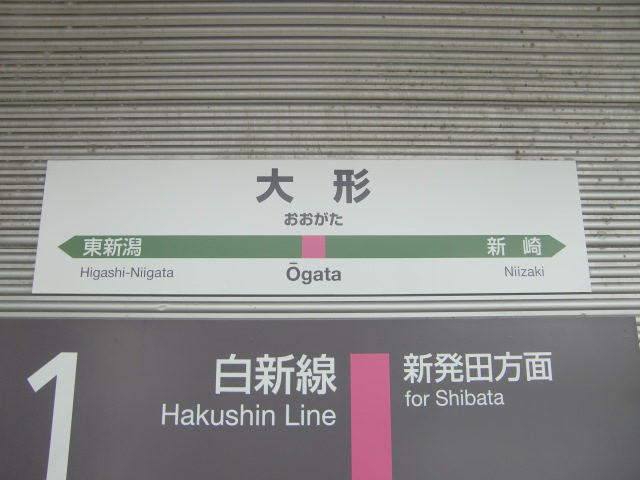 大形
おおがた
東新潟 新崎
Higashi-Niigata Ōgata Niizaki
1 白新線 新発田方面
Hakushin Line for Shibata